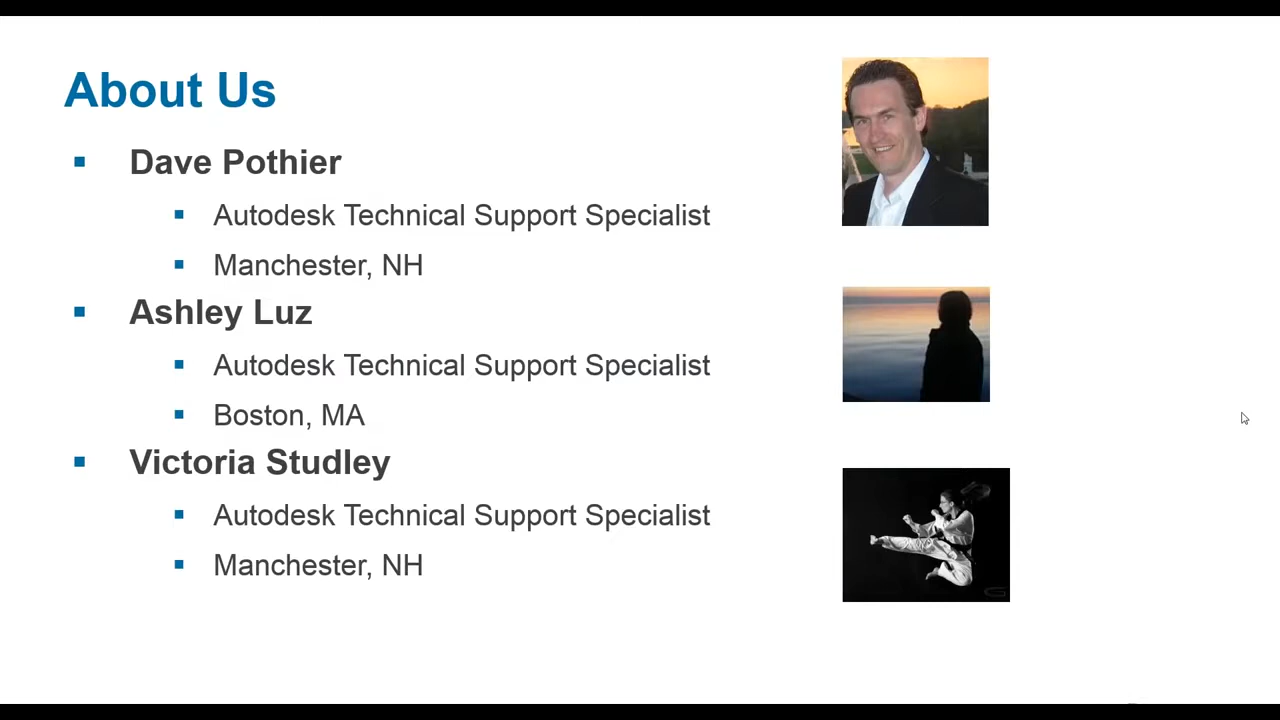 About Us
Dave Pothier
Autodesk Technical Support Specialist
Manchester, NH
Ashley Luz
Autodesk Technical Support Specialist
Boston, MA
Victoria Studley
Autodesk Technical Support Specialist
Manchester, NH